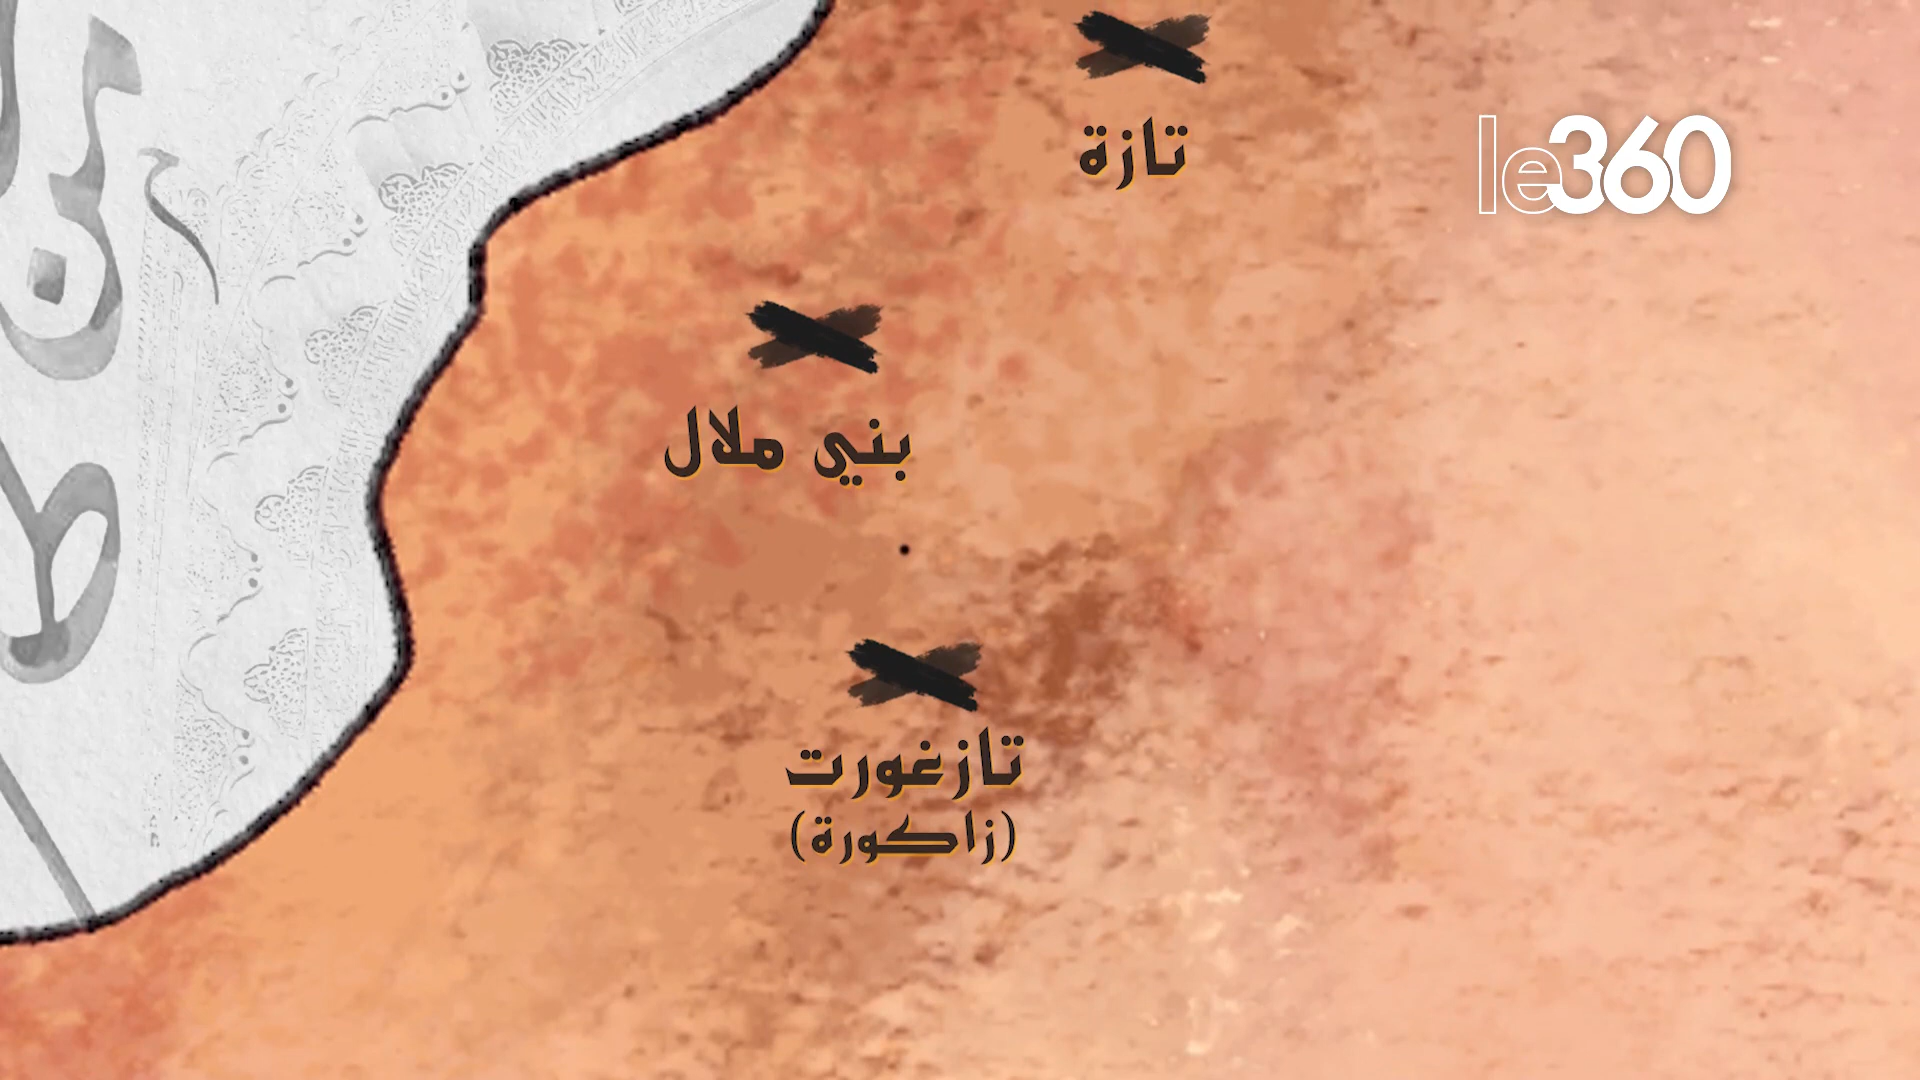 تازة
le360
بني ملال
تازغورت
(زاكورة)